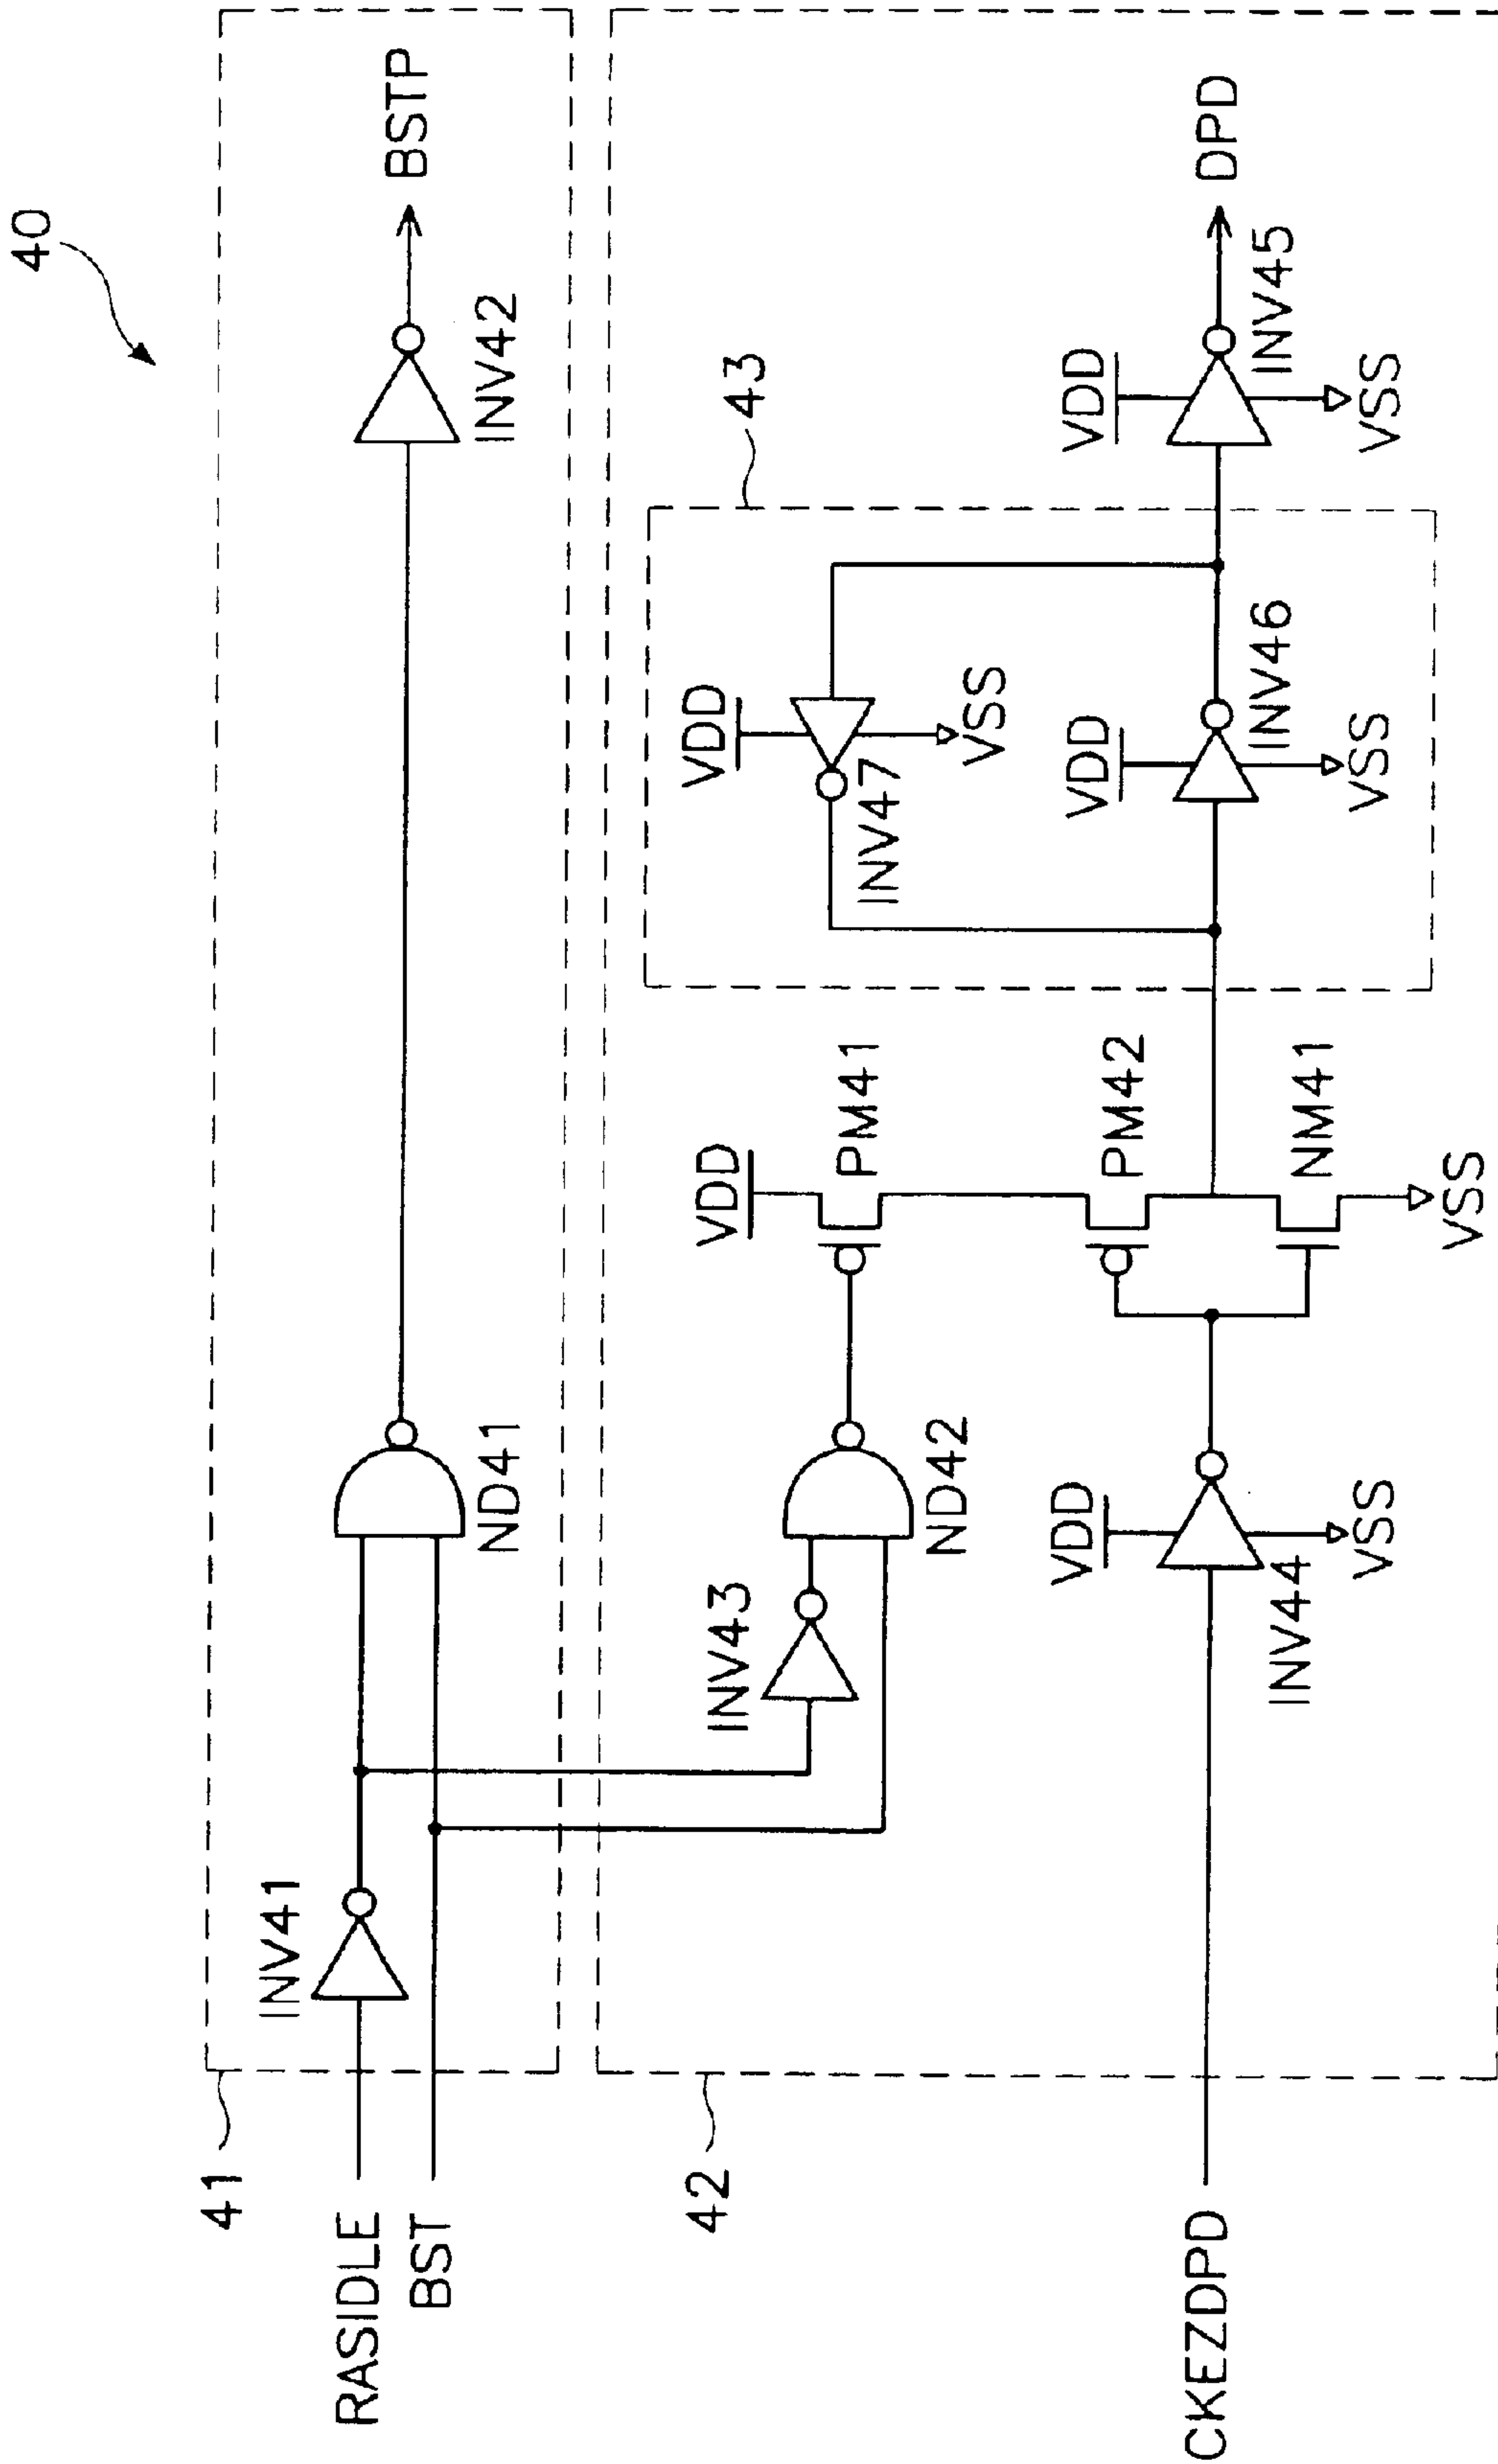 40
41
RASIDLE
BST
INV41
ND41
INV42
BSTP
42
INV43
ND42
VDD
PM41
PM42
NM41
VSS
CKEZDPD
VDD
INV44
VSS
43
VDD
INV47
VSS
VDD
INV46
VSS
VDD
INV45
VSS
DPD